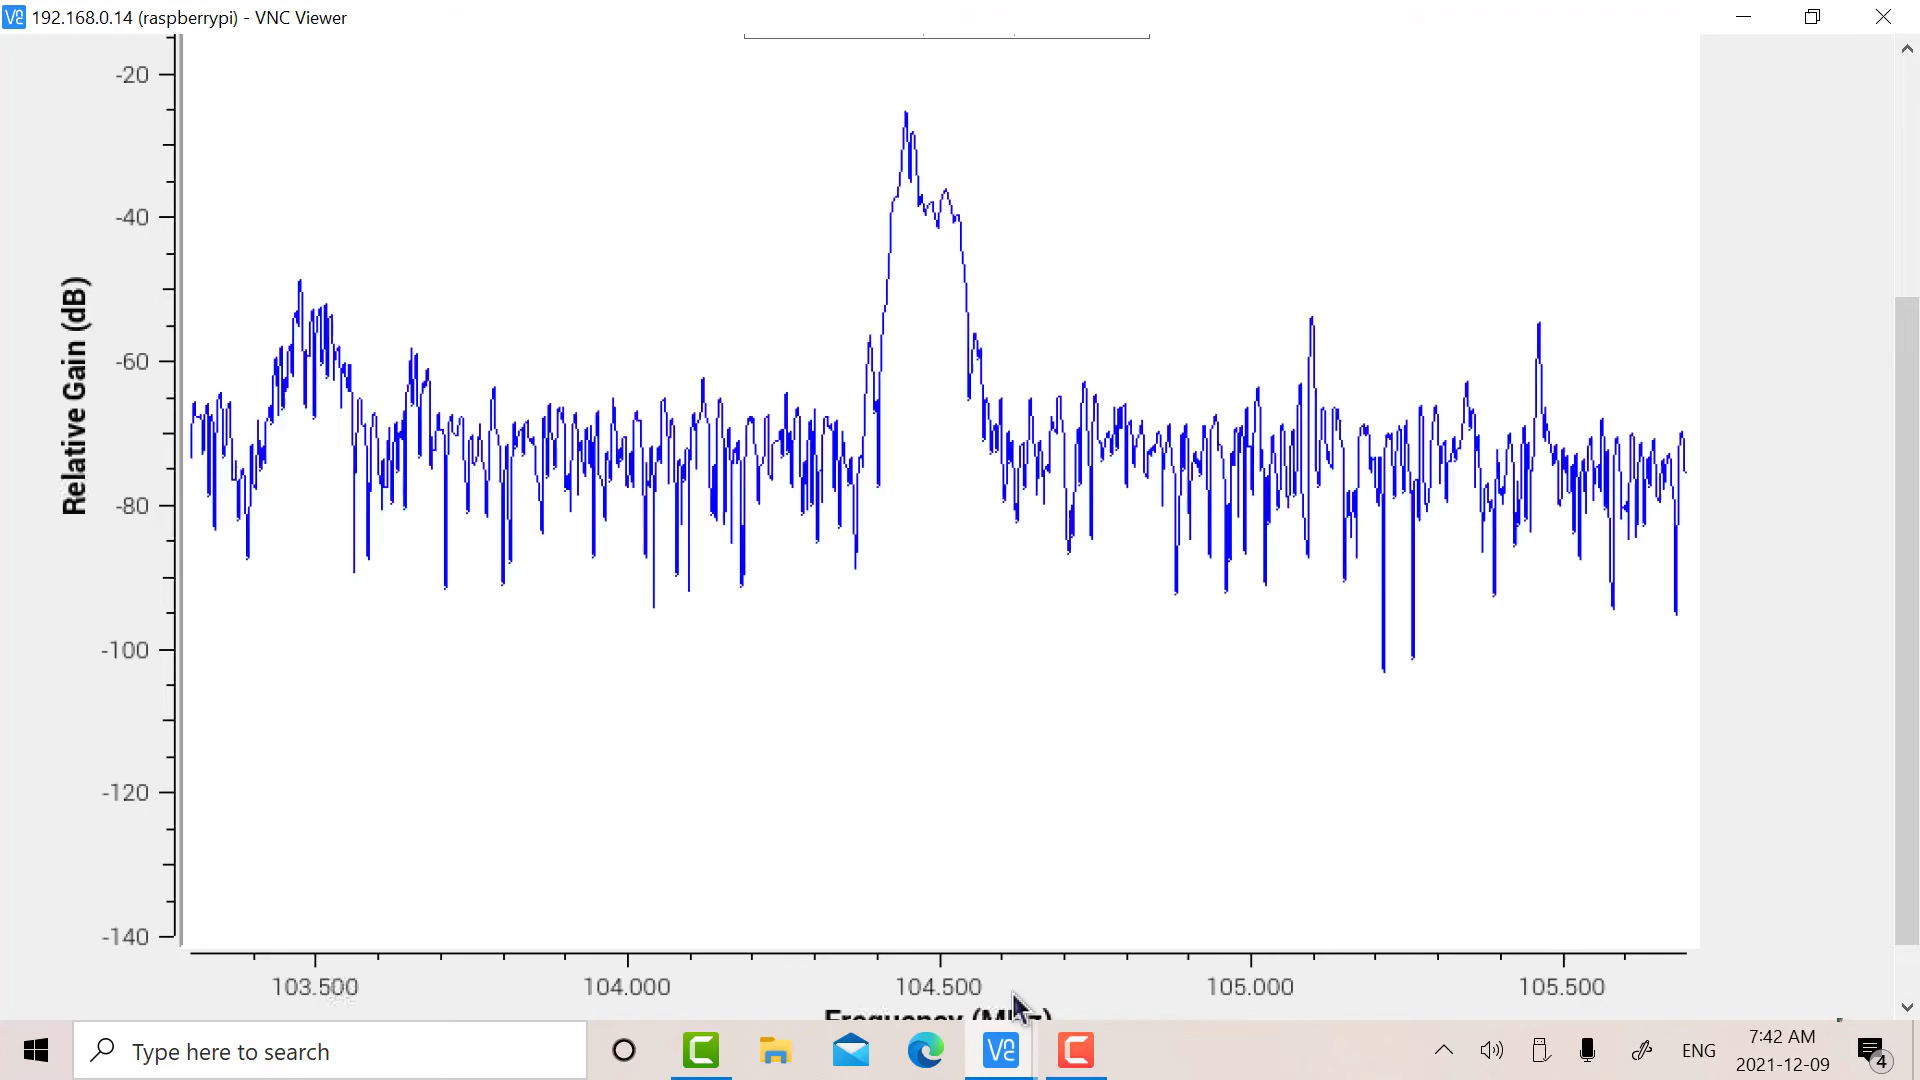 192.168.0.14 (raspberrypi) - VNC Viewer
-20
-40
-60
-80
-100
-120
-140
Relative Gain (dB)
103.500
104.000
104.500
105.000
105.500
Frequency (MHz)
Type here to search
ENG
7:42 AM
2021-12-09
4